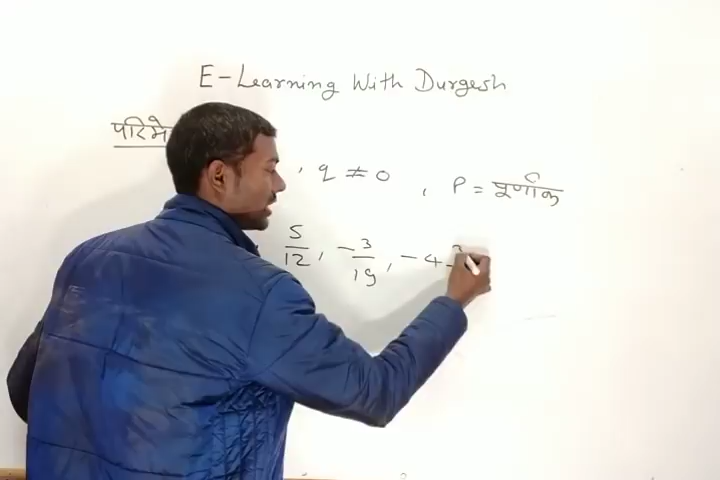 E-Learning With Durgesh
परिमे
, q ≠ 0 , P = पूर्णांक
5/12, -3/19, -4